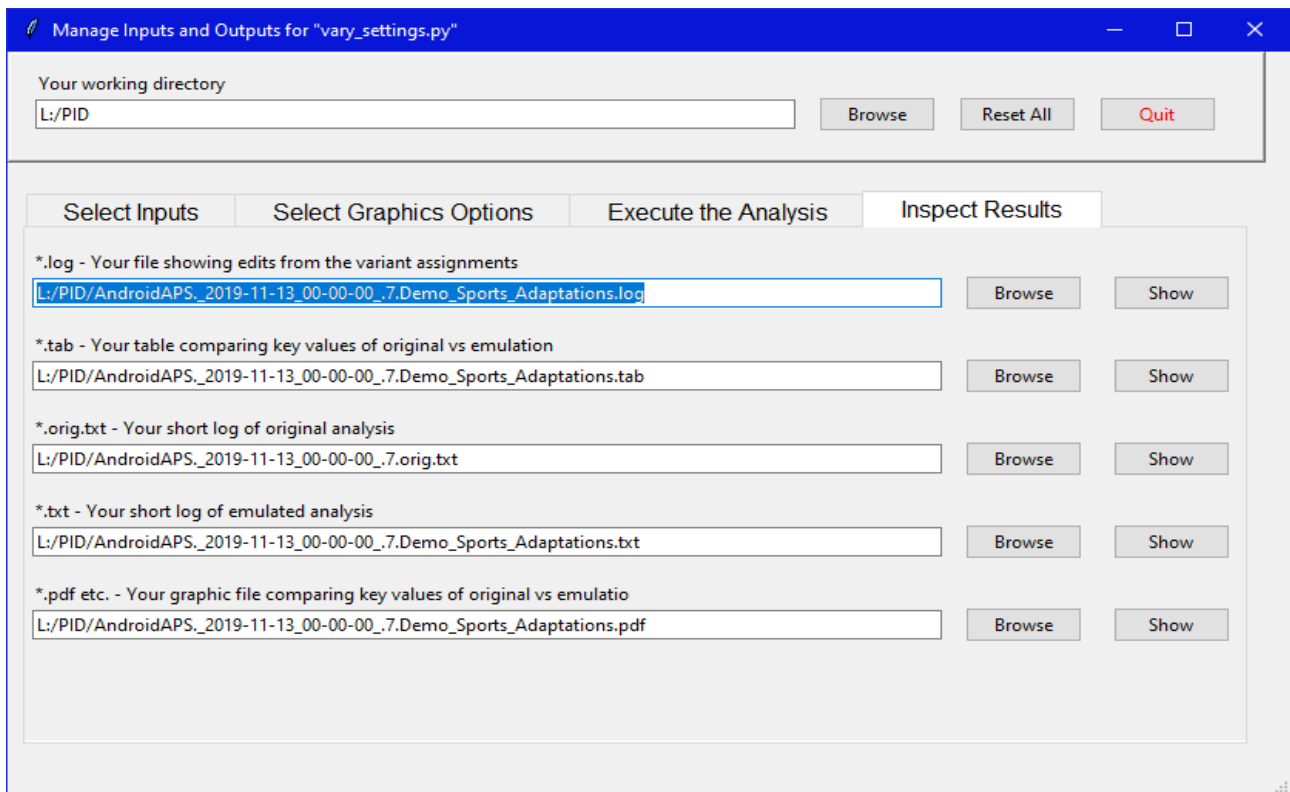 Manage Inputs and Outputs for "vary_settings.py"
Your working directory
L:/PID Browse Reset All Quit
Select Inputs Select Graphics Options Execute the Analysis Inspect Results
*.log - Your file showing edits from the variant assignments
L:/PID/AndroidAPS._2019-11-13_00-00-00_.7.Demo_Sports_Adaptations.log Browse Show
*.tab - Your table comparing key values of original vs emulation
L:/PID/AndroidAPS._2019-11-13_00-00-00_.7.Demo_Sports_Adaptations.tab Browse Show
*.orig.txt - Your short log of original analysis
L:/PID/AndroidAPS._2019-11-13_00-00-00_.7.orig.txt Browse Show
*.txt - Your short log of emulated analysis
L:/PID/AndroidAPS._2019-11-13_00-00-00_.7.Demo_Sports_Adaptations.txt Browse Show
*.pdf etc. - Your graphic file comparing key values of original vs emulatio
L:/PID/AndroidAPS._2019-11-13_00-00-00_.7.Demo_Sports_Adaptations.pdf Browse Show